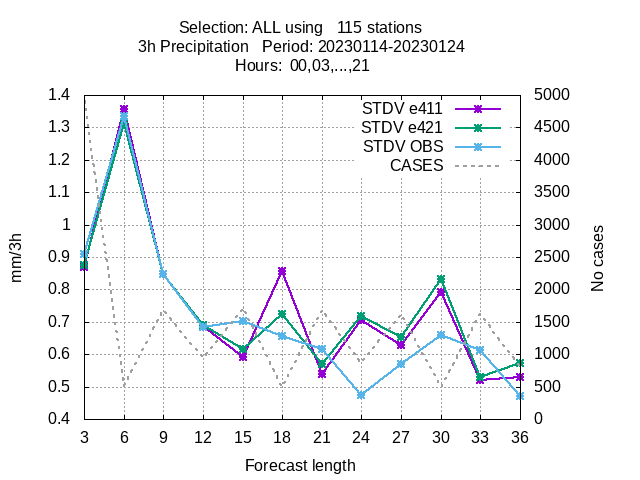 Selection: ALL using   115 stations
3h Precipitation   Period: 20230114-20230124
Hours:  00,03,...,21
STDV e411
STDV e421
STDV OBS
CASES
1.4
1.3
1.2
1.1
1
0.9
0.8
0.7
0.6
0.5
0.4
mm/3h
5000
4500
4000
3500
3000
2500
2000
1500
1000
500
0
No cases
3 6 9 12 15 18 21 24 27 30 33 36
Forecast length